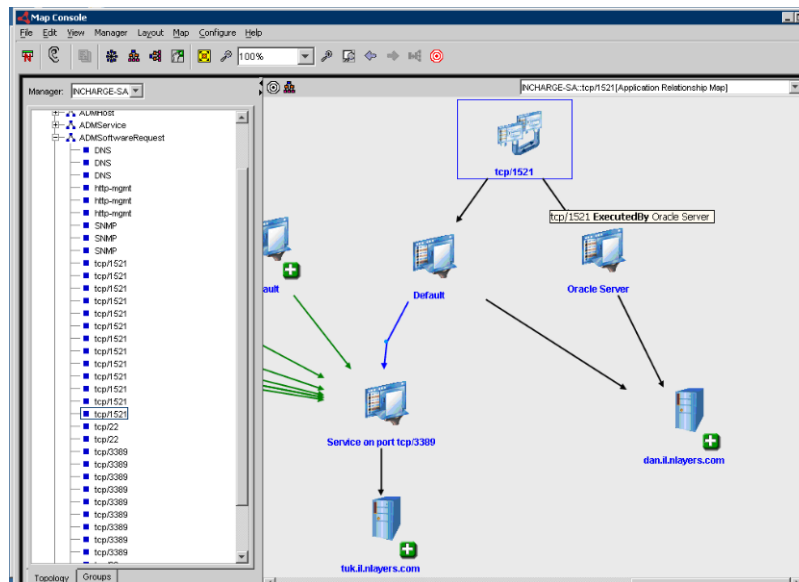 Map Console
File Edit View Manager Layout Map Configure Help
100%
Manager: INCHARGE-SA
INCHARGE-SA::tcp/1521[Application Relationship Map]
ADMHost
ADMService
ADMSoftwareRequest
DNS
DNS
DNS
http-mgmt
http-mgmt
http-mgmt
SNMP
SNMP
SNMP
tcp/1521
tcp/1521
tcp/1521
tcp/1521
tcp/1521
tcp/1521
tcp/1521
tcp/1521
tcp/1521
tcp/1521
tcp/1521
tcp/1521
tcp/1521
tcp/22
tcp/22
tcp/3389
tcp/3389
tcp/3389
tcp/3389
tcp/3389
tcp/3389
tcp/3389
tcp/3389
tcp/3389
Topology Groups
tcp/1521
tcp/1521 ExecutedBy Oracle Server
ault
Default
Oracle Server
Service on port tcp/3389
dan.il.nlayers.com
tuk.il.nlayers.com